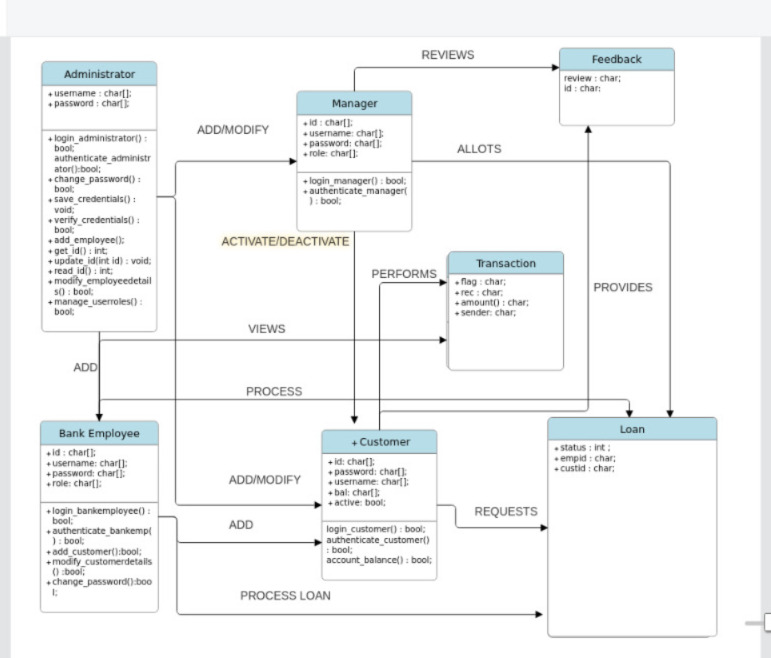 Administrator
+ username : char[];
+ password : char[];
+ login_administrator() :
bool;
authenticate_administr
ator():bool;
+ change_password() :
bool;
+ save_credentials() :
void;
+ verify_credentials() :
bool;
+ add_employee();
+ get_id() : int;
+ update_id(int id) : void;
+ read_id() : int;
+ modify_employeedetail
s() : bool;
+ manage_userroles() :
bool;
REVIEWS
ADD/MODIFY
Manager
+ id : char[];
+ username: char[];
+ password: char[];
+ role: char[];
+ login_manager() : bool;
+ authenticate_manager(
) : bool;
Feedback
review : char;
id : char;
ALLOTS
ACTIVATE/DEACTIVATE
PERFORMS
Transaction
+ flag : char;
+ rec : char;
+ amount() : char;
+ sender: char;
PROVIDES
VIEWS
ADD
PROCESS
Bank Employee
+ id : char[];
+ username: char[];
+ password: char[];
+ role: char[];
+ login_bankemployee() :
bool;
+ authenticate_bankemp(
) : bool;
+ add_customer():bool;
+ modify_customerdetails
() :bool;
+ change_password():boo
l;
ADD/MODIFY
ADD
PROCESS LOAN
+ Customer
+ id: char[];
+ password: char[];
+ username: char[];
+ bal: char[];
+ active: bool;
login_customer() : bool;
authenticate_customer()
: bool;
account_balance() : bool;
REQUESTS
Loan
+ status : int ;
+ empid : char;
+ custid : char;